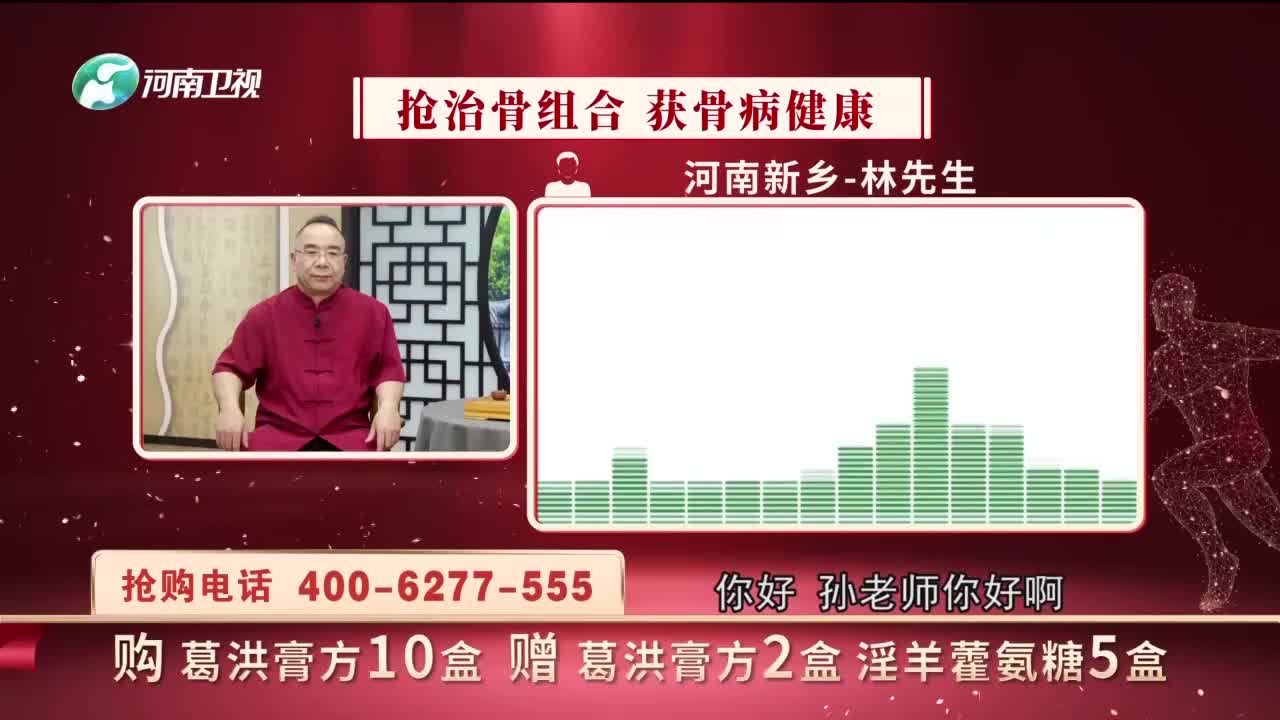 河南卫视
抢治骨组合 获骨病健康
河南新乡-林先生
抢购电话 400-6277-555
你好 孙老师你好啊
购 葛洪膏方10盒 赠 葛洪膏方2盒 淫羊藿氨糖5盒